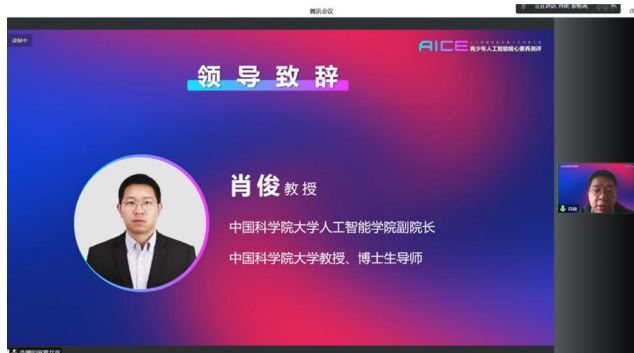 腾讯会议
录制中
AICE 青少年人工智能核心素养测评
领导致辞
肖俊教授
中国科学院大学人工智能学院副院长
中国科学院大学教授、博士生导师
肖俊